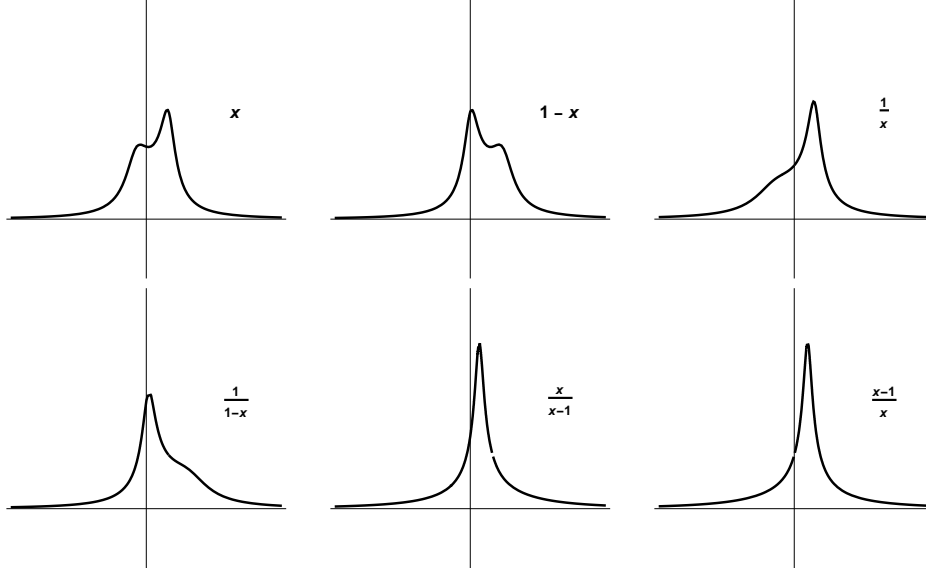 x
1 – x
1/x
1/(1–x)
x/(x–1)
(x–1)/x